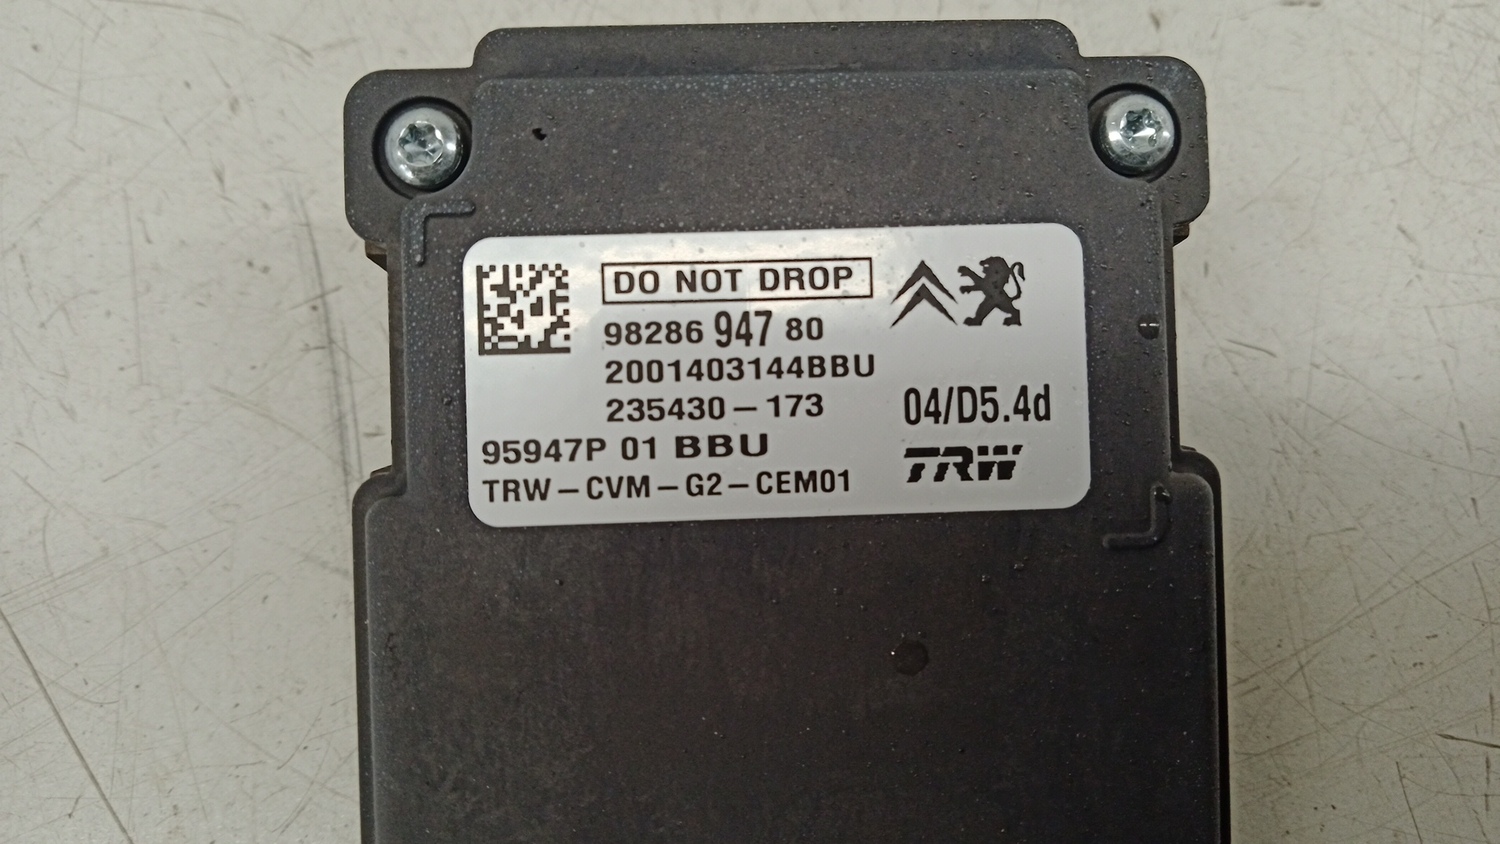 DO NOT DROP
98286 947 80
2001403144BBU
235430-173
04/D5.4d
95947P 01 BBU
TRW
TRW-CVM-G2-CEM01